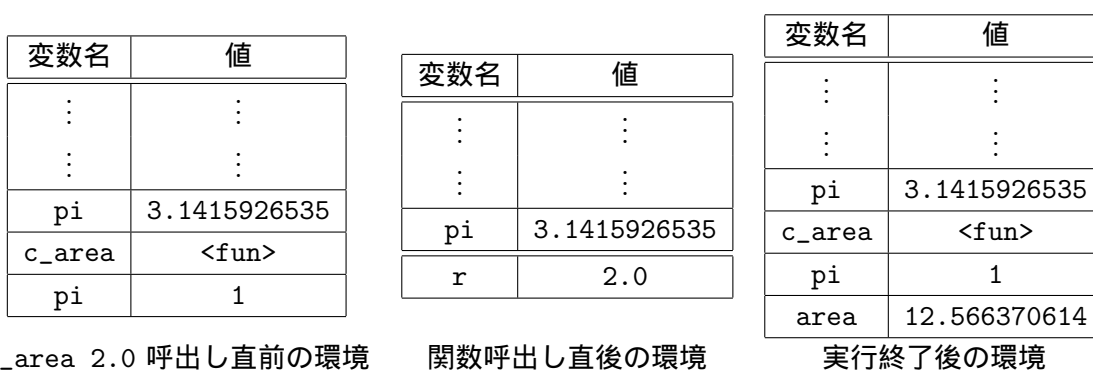 変数名 値
⋮ ⋮
⋮ ⋮
pi 3.1415926535
c_area <fun>
pi 1
_area 2.0 呼出し直前の環境
変数名 値
⋮ ⋮
⋮ ⋮
pi 3.1415926535
r 2.0
関数呼出し直後の環境
変数名 値
⋮ ⋮
⋮ ⋮
pi 3.1415926535
c_area <fun>
pi 1
area 12.566370614
実行終了後の環境